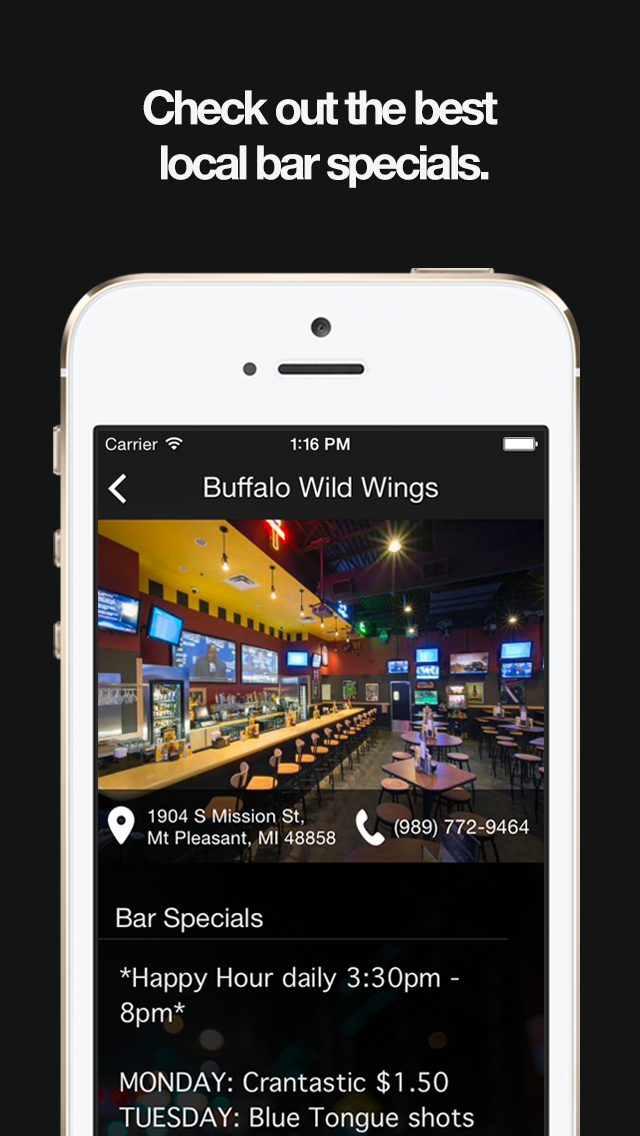 Check out the best
local bar specials.
Carrier 1:16 PM
Buffalo Wild Wings
1904 S Mission St,
Mt Pleasant, MI 48858
(989) 772-9464
Bar Specials
*Happy Hour daily 3:30pm -
8pm*
MONDAY: Crantastic $1.50
TUESDAY: Blue Tongue shots